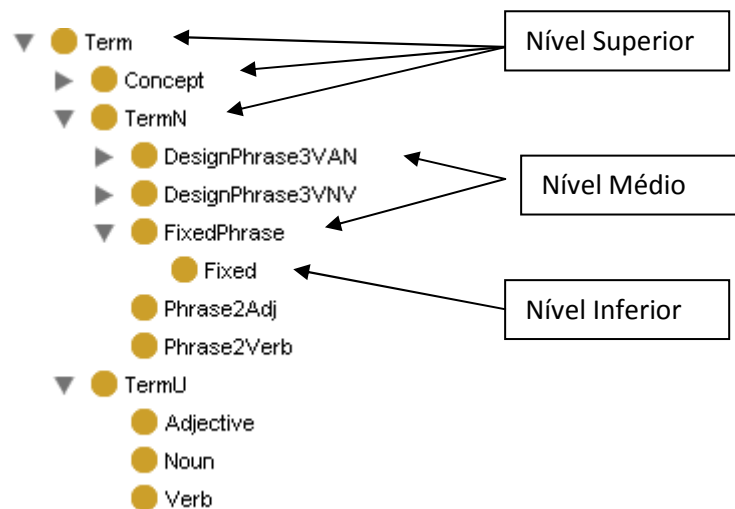 Term
Nível Superior
Concept
TermN
DesignPhrase3VAN
Nível Médio
DesignPhrase3VNV
FixedPhrase
Fixed
Nível Inferior
Phrase2Adj
Phrase2Verb
TermU
Adjective
Noun
Verb